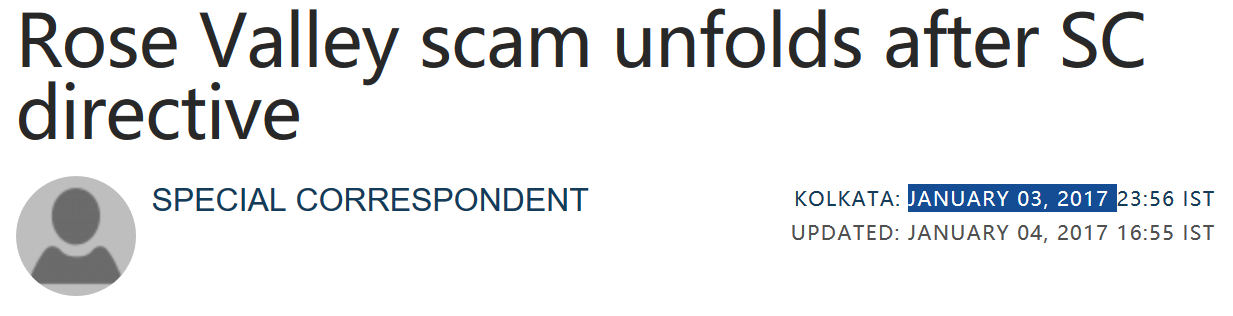 Rose Valley scam unfolds after SC
directive
SPECIAL CORRESPONDENT
KOLKATA: JANUARY 03, 2017 23:56 IST
UPDATED: JANUARY 04, 2017 16:55 IST